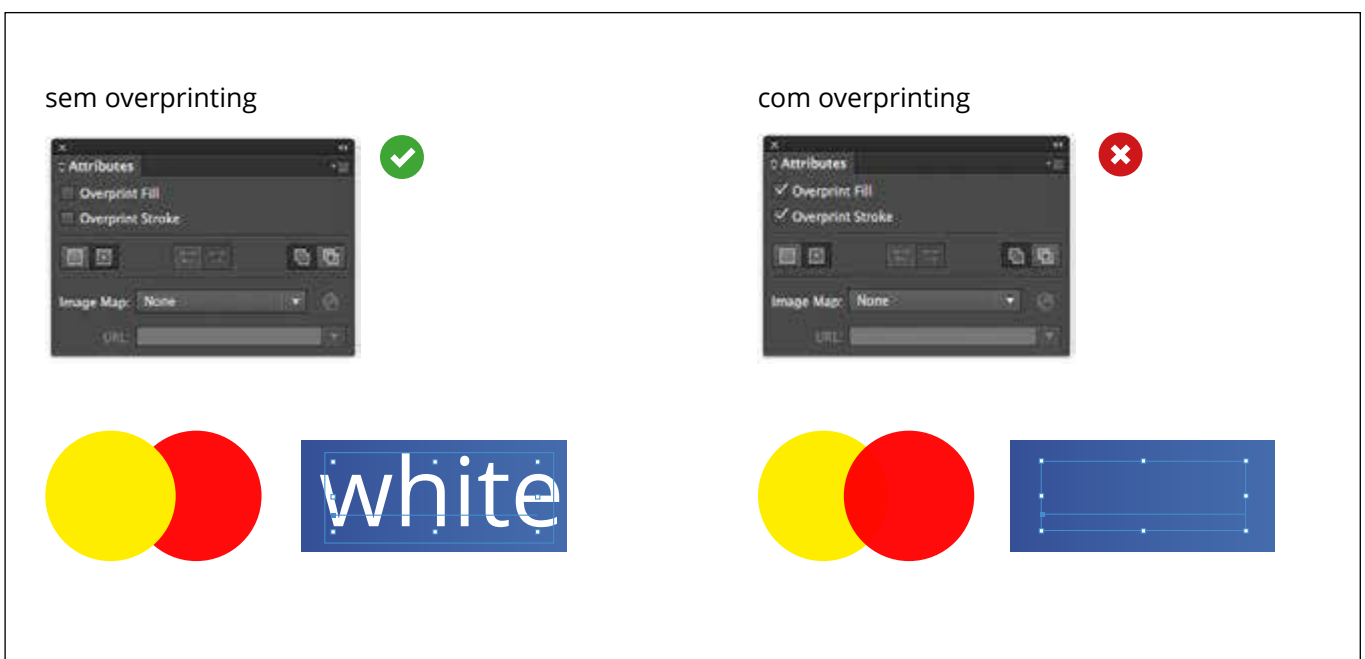 sem overprinting
Attributes
Overprint Fill
Overprint Stroke
Image Map: None
URL:
white
com overprinting
Attributes
Overprint Fill
Overprint Stroke
Image Map: None
URL: